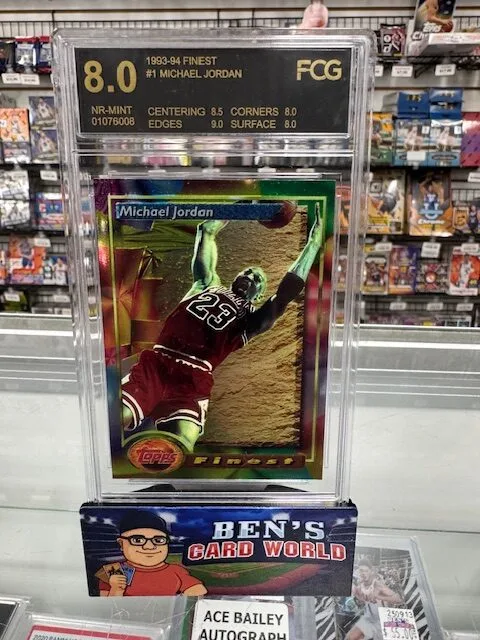 8.0
1993-94 FINEST
#1 MICHAEL JORDAN
FCG
NR-MINT
01076008
CENTERING 8.5 CORNERS 8.0
EDGES 9.0 SURFACE 8.0
Michael Jordan
23
Topps
Finest
BEN'S
CARD WORLD
ACE BAILEY
AUTOGRAPH
250913